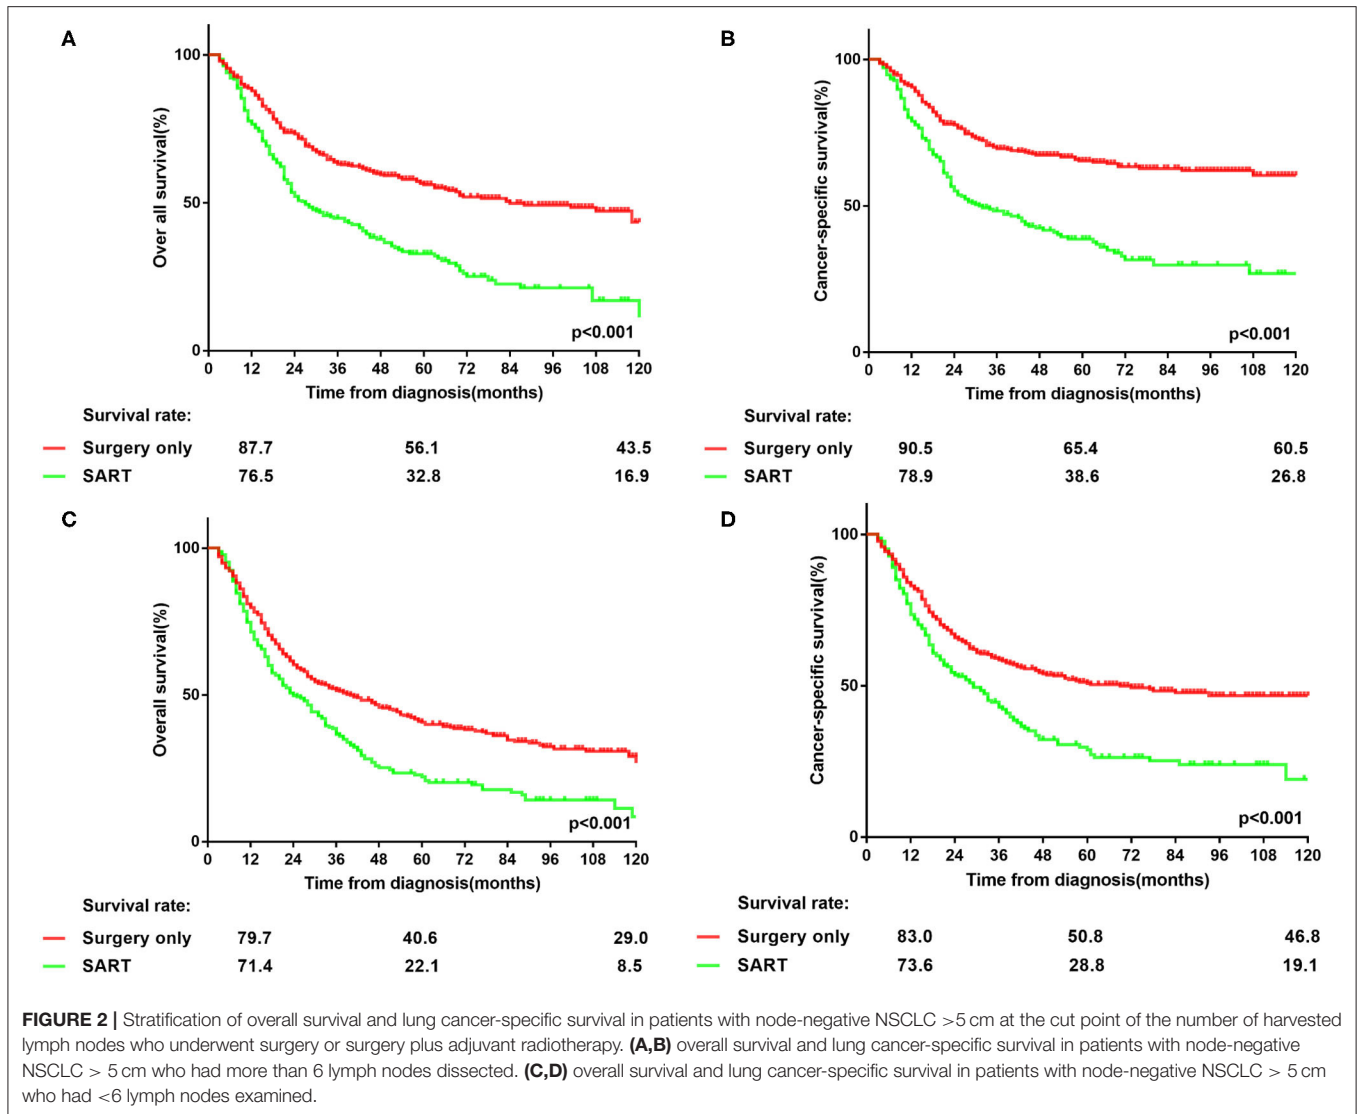 A
Over all survival(%)
100
50
0
0 12 24 36 48 60 72 84 96 108 120
p<0.001
Time from diagnosis(months)
Survival rate:
Surgery only 87.7 56.1 43.5
SART 76.5 32.8 16.9
B
Cancer-specific survival(%)
100
50
0
0 12 24 36 48 60 72 84 96 108 120
p<0.001
Time from diagnosis(months)
Survival rate:
Surgery only 90.5 65.4 60.5
SART 78.9 38.6 26.8
C
Overall survival(%)
100
50
0
0 12 24 36 48 60 72 84 96 108 120
p<0.001
Time from diagnosis(months)
Survival rate:
Surgery only 79.7 40.6 29.0
SART 71.4 22.1 8.5
D
Cancer-specific survival(%)
100
50
0
0 12 24 36 48 60 72 84 96 108 120
p<0.001
Time from diagnosis(months)
Survival rate:
Surgery only 83.0 50.8 46.8
SART 73.6 28.8 19.1
FIGURE 2 | Stratification of overall survival and lung cancer-specific survival in patients with node-negative NSCLC >5 cm at the cut point of the number of harvested
lymph nodes who underwent surgery or surgery plus adjuvant radiotherapy. (A,B) overall survival and lung cancer-specific survival in patients with node-negative
NSCLC > 5 cm who had more than 6 lymph nodes dissected. (C,D) overall survival and lung cancer-specific survival in patients with node-negative NSCLC > 5 cm
who had <6 lymph nodes examined.